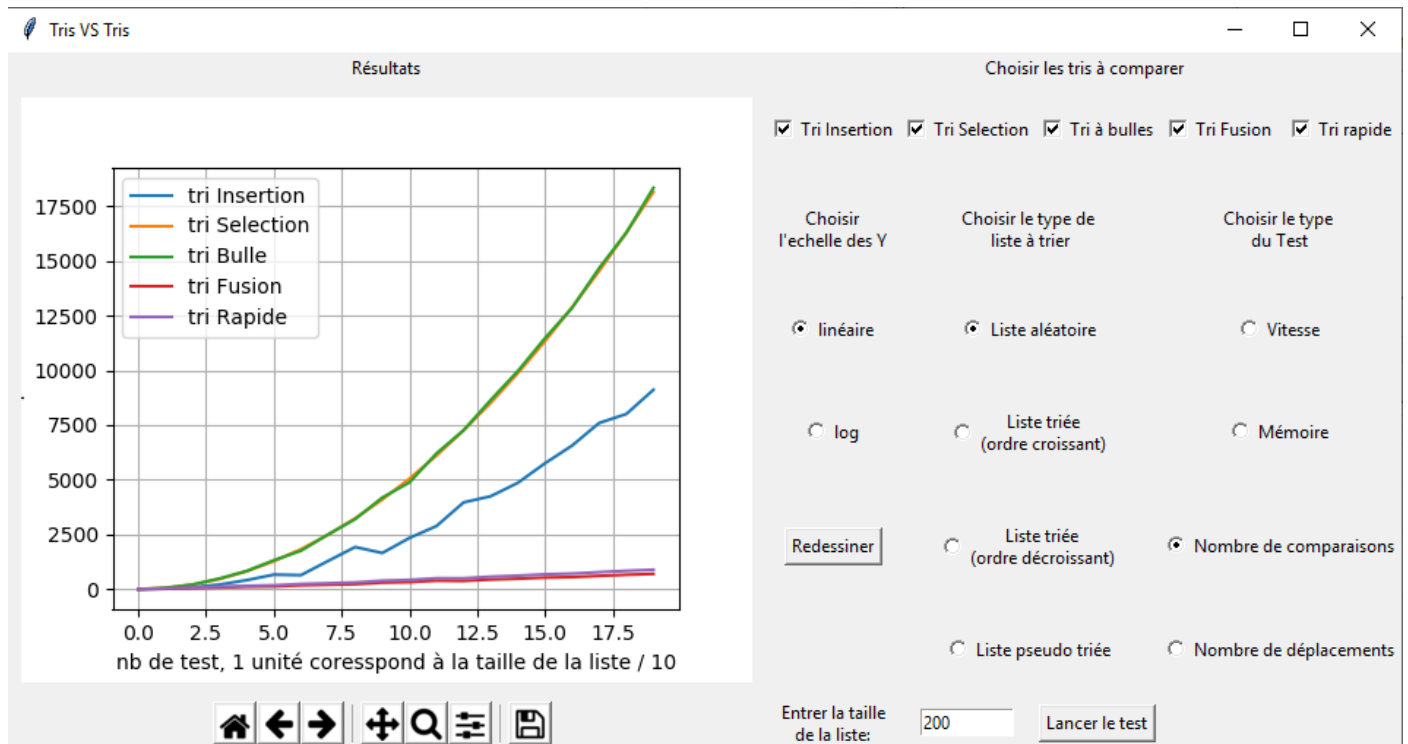 Tris VS Tris
Résultats
Choisir les tris à comparer
Tri Insertion
Tri Selection
Tri à bulles
Tri Fusion
Tri rapide
tri Insertion
tri Selection
tri Bulle
tri Fusion
tri Rapide
17500
15000
12500
10000
7500
5000
2500
0
0.0 2.5 5.0 7.5 10.0 12.5 15.0 17.5
nb de test, 1 unité coresspond à la taille de la liste / 10
Choisir
l'echelle des Y
Choisir le type de
liste à trier
Choisir le type
du Test
linéaire
Liste aléatoire
Vitesse
log
Liste triée
(ordre croissant)
Mémoire
Redessiner
Liste triée
(ordre décroissant)
Nombre de comparaisons
Liste pseudo triée
Nombre de déplacements
Entrer la taille
de la liste:
200
Lancer le test